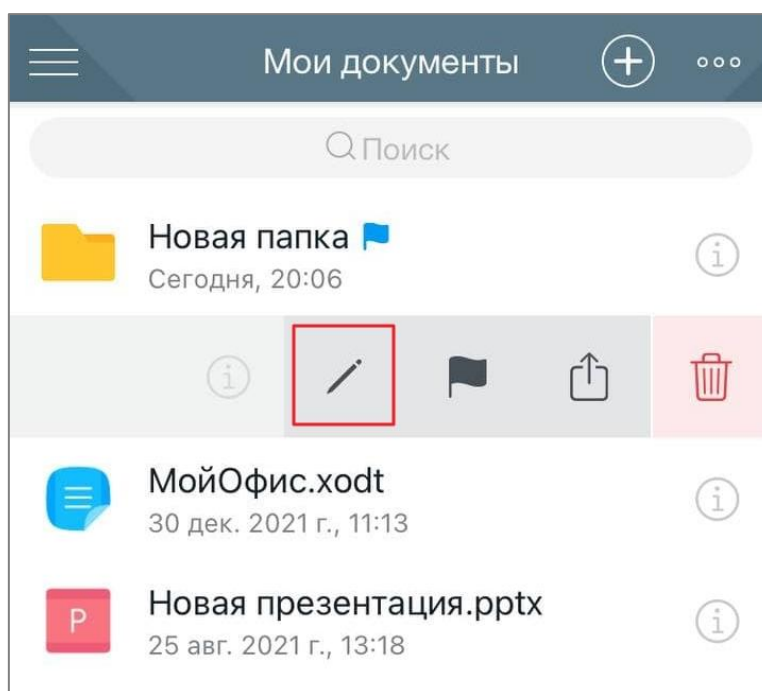 Мои документы
Поиск
Новая папка
Сегодня, 20:06
МойОфис.xodt
30 дек. 2021 г., 11:13
P
Новая презентация.pptx
25 авг. 2021 г., 13:18